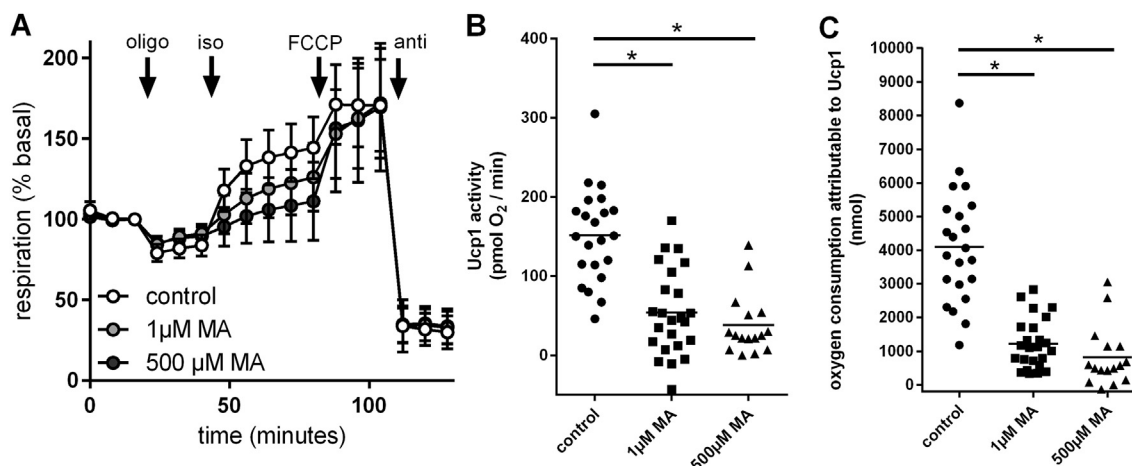 A
oligo iso FCCP anti
200
150
100
50
0
respiration (% basal)
control
1µM MA
500 µM MA
0 50 100
time (minutes)
B
400
300
200
100
0
Ucp1 activity
(pmol O₂ / min)
*
*
control 1µM MA 500µM MA
C
10000
9000
8000
7000
6000
5000
4000
3000
2000
1000
0
oxygen consumption attributable to Ucp1
(nmol)
*
*
control 1µM MA 500µM MA